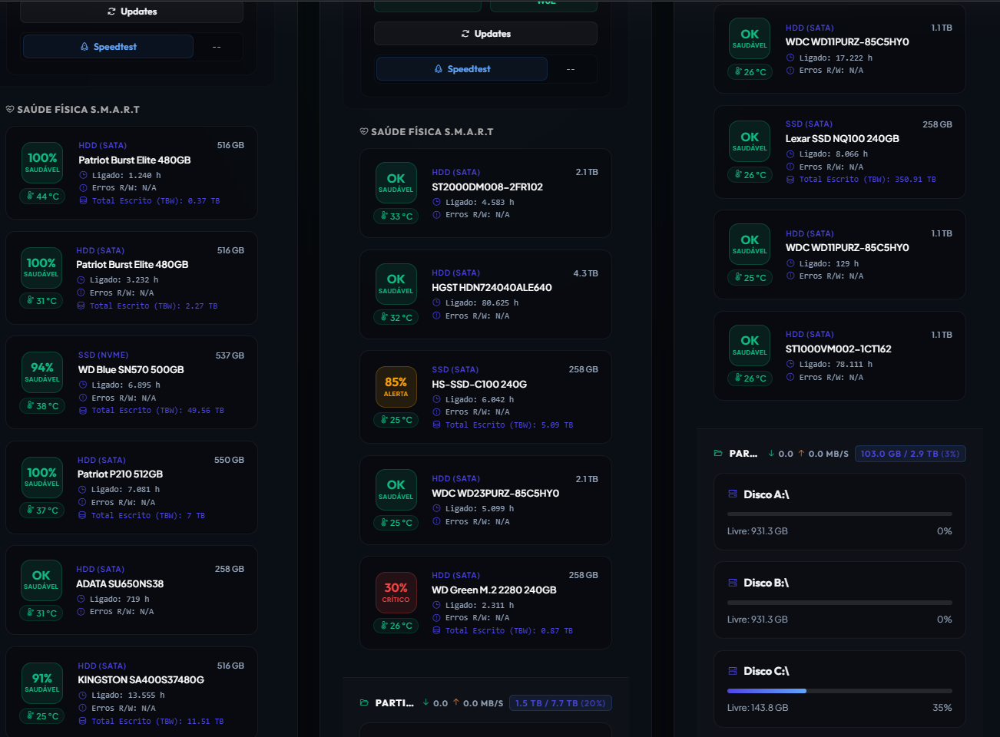 Updates
Speedtest
--
SAÚDE FÍSICA S.M.A.R.T
100%
SAUDÁVEL
44 °C
HDD (SATA)
516 GB
Patriot Burst Elite 480GB
Ligado: 1.240 h
Erros R/W: N/A
Total Escrito (TBW): 0.37 TB
100%
SAUDÁVEL
31 °C
HDD (SATA)
516 GB
Patriot Burst Elite 480GB
Ligado: 3.232 h
Erros R/W: N/A
Total Escrito (TBW): 2.27 TB
94%
SAUDÁVEL
38 °C
SSD (NVME)
537 GB
WD Blue SN570 500GB
Ligado: 6.895 h
Erros R/W: N/A
Total Escrito (TBW): 49.56 TB
100%
SAUDÁVEL
37 °C
HDD (SATA)
550 GB
Patriot P210 512GB
Ligado: 7.081 h
Erros R/W: N/A
Total Escrito (TBW): 7 TB
OK
SAUDÁVEL
31 °C
HDD (SATA)
258 GB
ADATA SU650NS38
Ligado: 719 h
Erros R/W: N/A
91%
SAUDÁVEL
25 °C
HDD (SATA)
516 GB
KINGSTON SA400S37480G
Ligado: 13.555 h
Erros R/W: N/A
Total Escrito (TBW): 11.51 TB
Updates
Speedtest
--
SAÚDE FÍSICA S.M.A.R.T
OK
SAUDÁVEL
33 °C
HDD (SATA)
2.1 TB
ST2000DM008-2FR102
Ligado: 4.583 h
Erros R/W: N/A
OK
SAUDÁVEL
32 °C
HDD (SATA)
4.3 TB
HGST HDN724040ALE640
Ligado: 80.625 h
Erros R/W: N/A
85%
ALERTA
25 °C
SSD (SATA)
258 GB
HS-SSD-C100 240G
Ligado: 6.042 h
Erros R/W: N/A
Total Escrito (TBW): 5.09 TB
OK
SAUDÁVEL
25 °C
HDD (SATA)
2.1 TB
WDC WD23PURZ-85C5HY0
Ligado: 5.099 h
Erros R/W: N/A
30%
CRÍTICO
26 °C
HDD (SATA)
258 GB
WD Green M.2 2280 240GB
Ligado: 2.311 h
Erros R/W: N/A
Total Escrito (TBW): 0.87 TB
PARTI... ↓ 0.0 ↑ 0.0 MB/S 1.5 TB / 7.7 TB (20%)
OK
SAUDÁVEL
26 °C
HDD (SATA)
1.1 TB
WDC WD11PURZ-85C5HY0
Ligado: 17.222 h
Erros R/W: N/A
OK
SAUDÁVEL
26 °C
SSD (SATA)
258 GB
Lexar SSD NQ100 240GB
Ligado: 8.066 h
Erros R/W: N/A
Total Escrito (TBW): 350.91 TB
OK
SAUDÁVEL
25 °C
HDD (SATA)
1.1 TB
WDC WD11PURZ-85C5HY0
Ligado: 129 h
Erros R/W: N/A
OK
SAUDÁVEL
26 °C
HDD (SATA)
1.1 TB
ST1000VM002-1CT162
Ligado: 78.111 h
Erros R/W: N/A
PAR... ↓ 0.0 ↑ 0.0 MB/S 103.0 GB / 2.9 TB (3%)
Disco A:\
Livre: 931.3 GB 0%
Disco B:\
Livre: 931.3 GB 0%
Disco C:\
Livre: 143.8 GB 35%